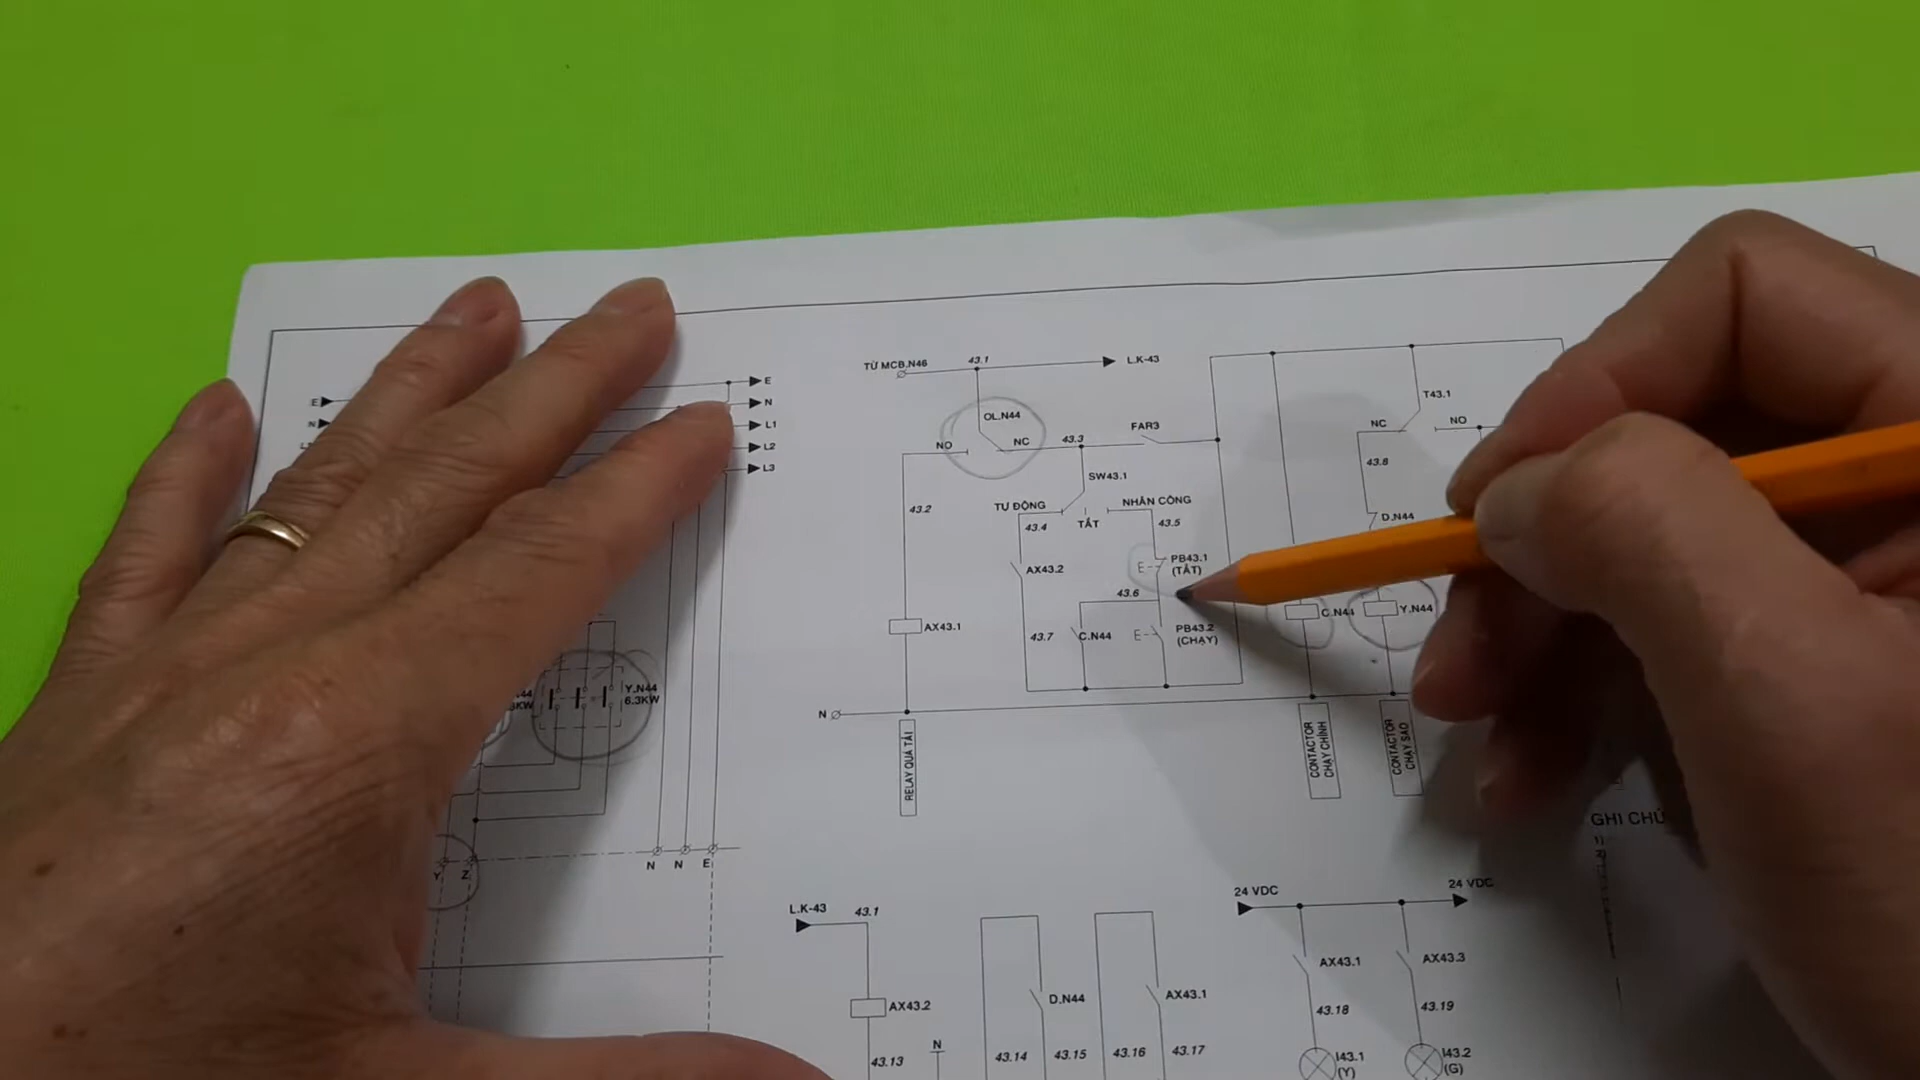 TỪ MCB.N46
43.1
L.K-43
E
N
L1
L2
L3
E
N
OL.N44
NO
NC
43.3
FAR3
T43.1
NC
NO
43.8
D.N44
SW43.1
TỰ ĐỘNG
TẮT
NHÂN CÔNG
43.2
43.4
43.5
AX43.2
E
PB43.1
(TẮT)
43.6
C.N44
Y.N44
AX43.1
43.7
C.N44
E
PB43.2
(CHẠY)
Y.N44
6.3KW
N
RELAY QUÁ TẢI
CONTACTOR
CHẠY CHÍNH
CONTACTOR
CHẠY SAO
GHI CHÚ
1)
Y
Z
N
N
E
L.K-43
43.1
24 VDC
24 VDC
AX43.2
D.N44
AX43.1
AX43.1
AX43.3
43.13
N
43.14
43.15
43.16
43.17
43.18
43.19
I43.1
(Y)
I43.2
(G)